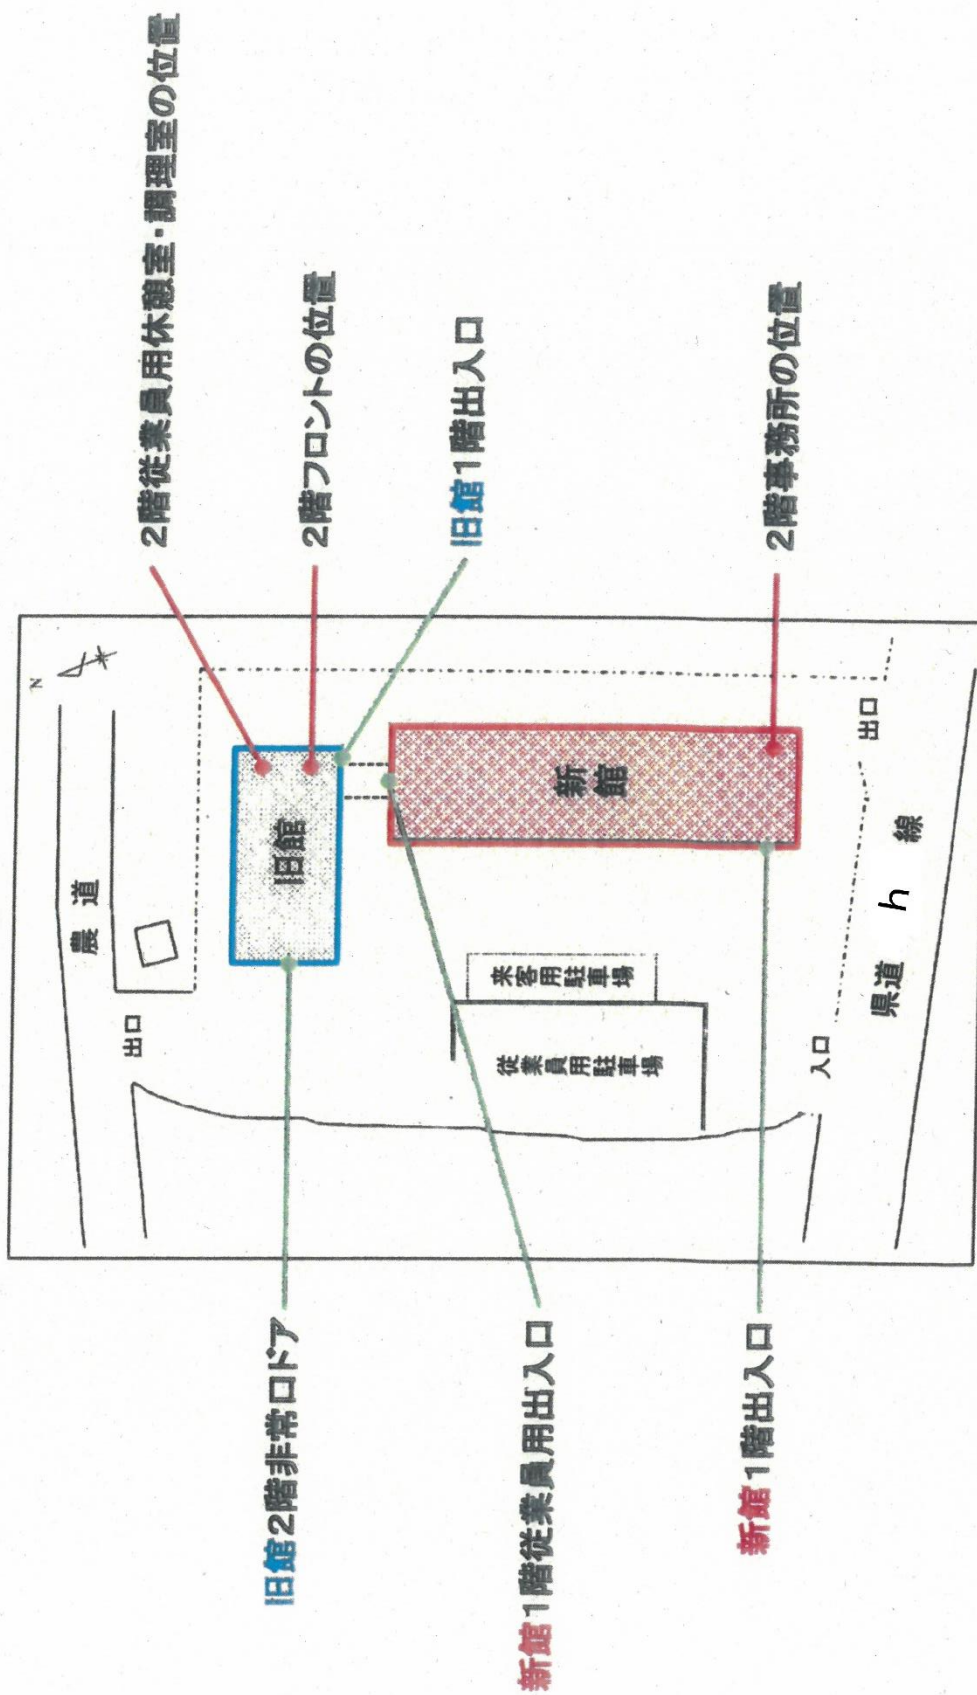 2階従業員用休憩室・調理室の位置
2階フロントの位置
旧館1階出入口
2階事務所の位置
N
農道
出口
旧館
新館
来客用駐車場
従業員用駐車場
出口
入口
県道 h 線
旧館2階非常口ドア
新館1階従業員用出入口
新館1階出入口